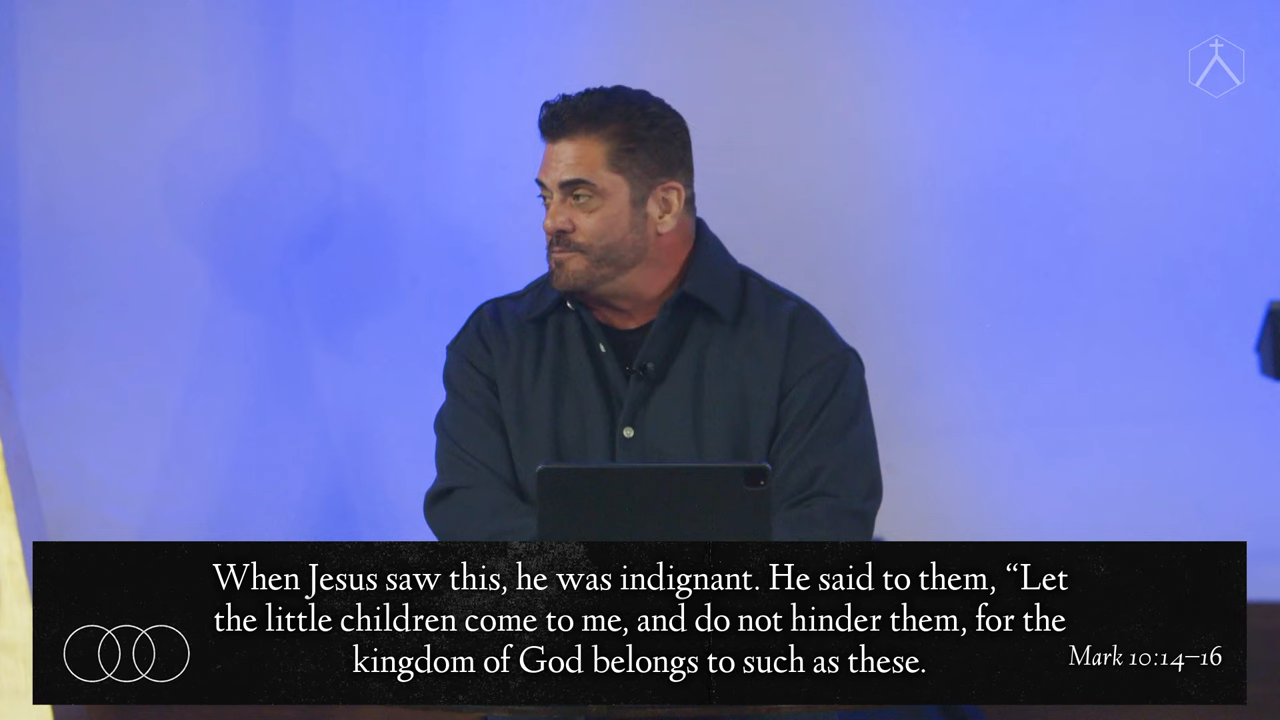 When Jesus saw this, he was indignant. He said to them, “Let
the little children come to me, and do not hinder them, for the
kingdom of God belongs to such as these.
Mark 10:14–16